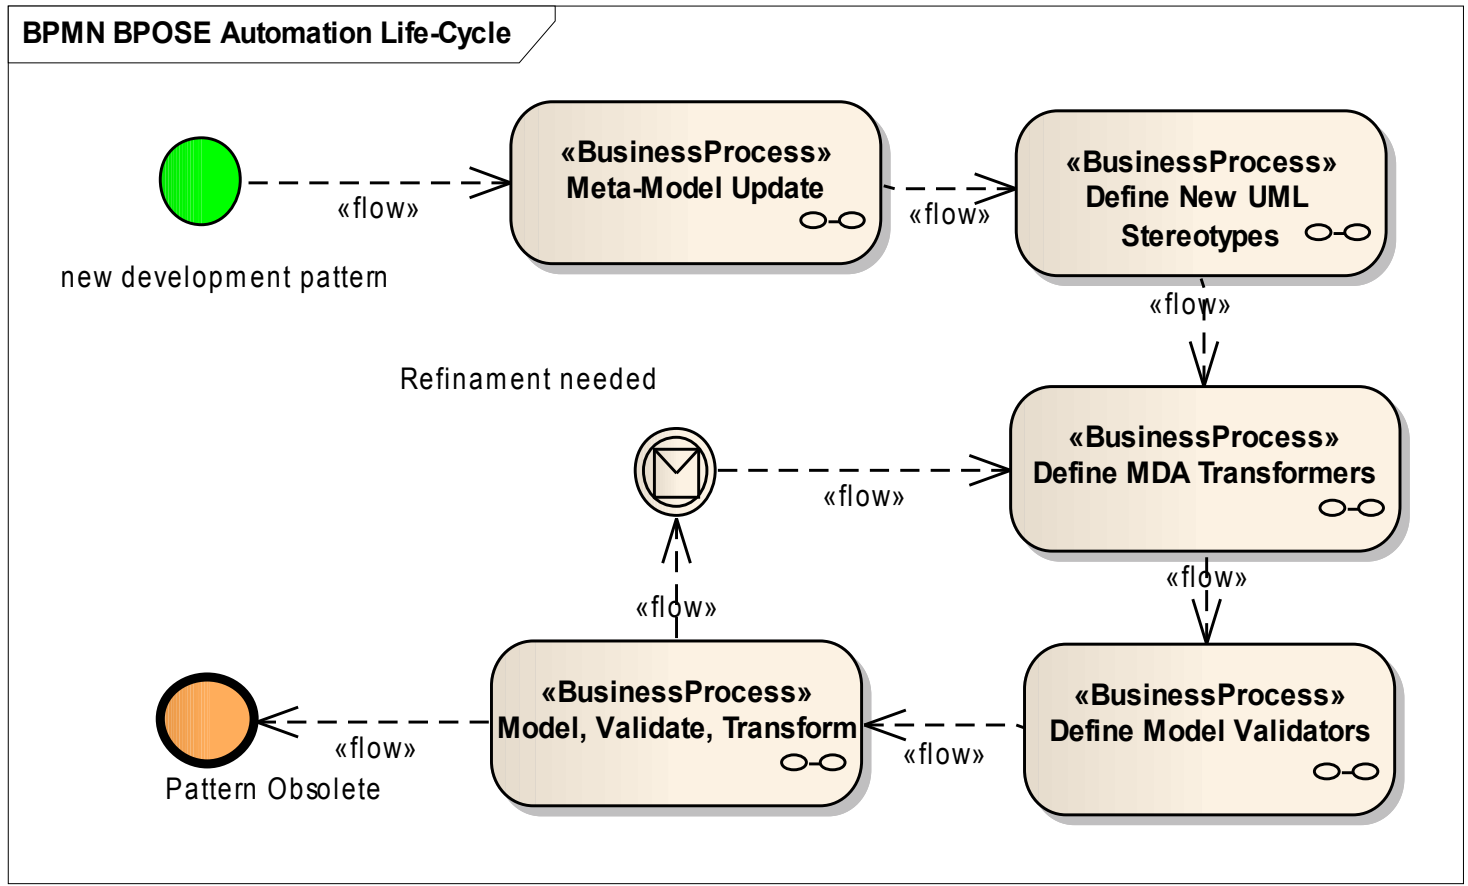 BPMN BPOSE Automation Life-Cycle
«BusinessProcess»
Meta-Model Update
«flow»
new development pattern
«flow»
«BusinessProcess»
Define New UML
Stereotypes
«flow»
Refinament needed
«flow»
«BusinessProcess»
Define MDA Transformers
«flow»
«flow»
«BusinessProcess»
Define Model Validators
«flow»
«BusinessProcess»
Model, Validate, Transform
«flow»
Pattern Obsolete